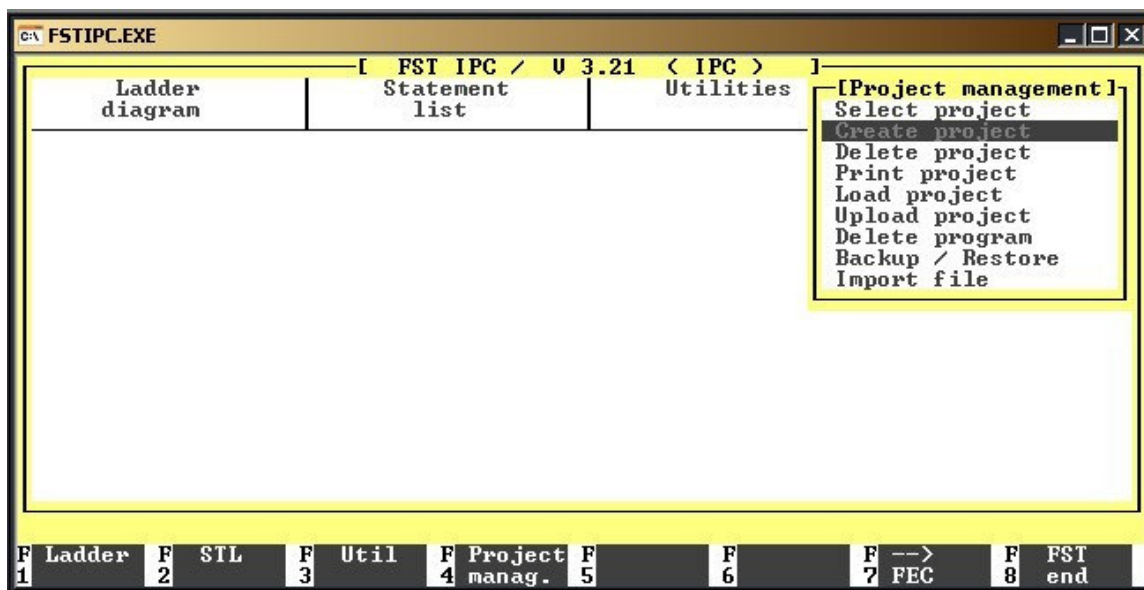 FSTIPC.EXE
[ FST IPC / V 3.21 ( IPC ) ]
Ladder
diagram
Statement
list
Utilities
[Project management]
Select project
Create project
Delete project
Print project
Load project
Upload project
Delete program
Backup / Restore
Import file
F1 Ladder
F2 STL
F3 Util
F4 Project manag.
F5
F6
F7 --> FEC
F8 FST end